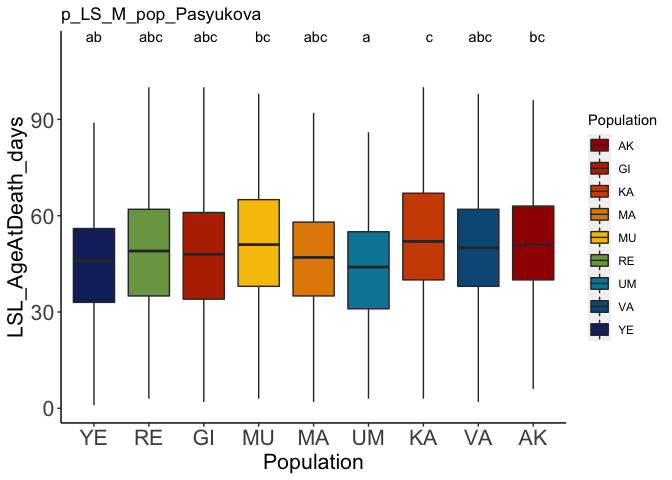 p_LS_M_pop_Pasyukova
ab abc abc bc abc a c abc bc
LSL_AgeAtDeath_days
90
60
30
0
YE RE GI MU MA UM KA VA AK
Population
Population
AK
GI
KA
MA
MU
RE
UM
VA
YE